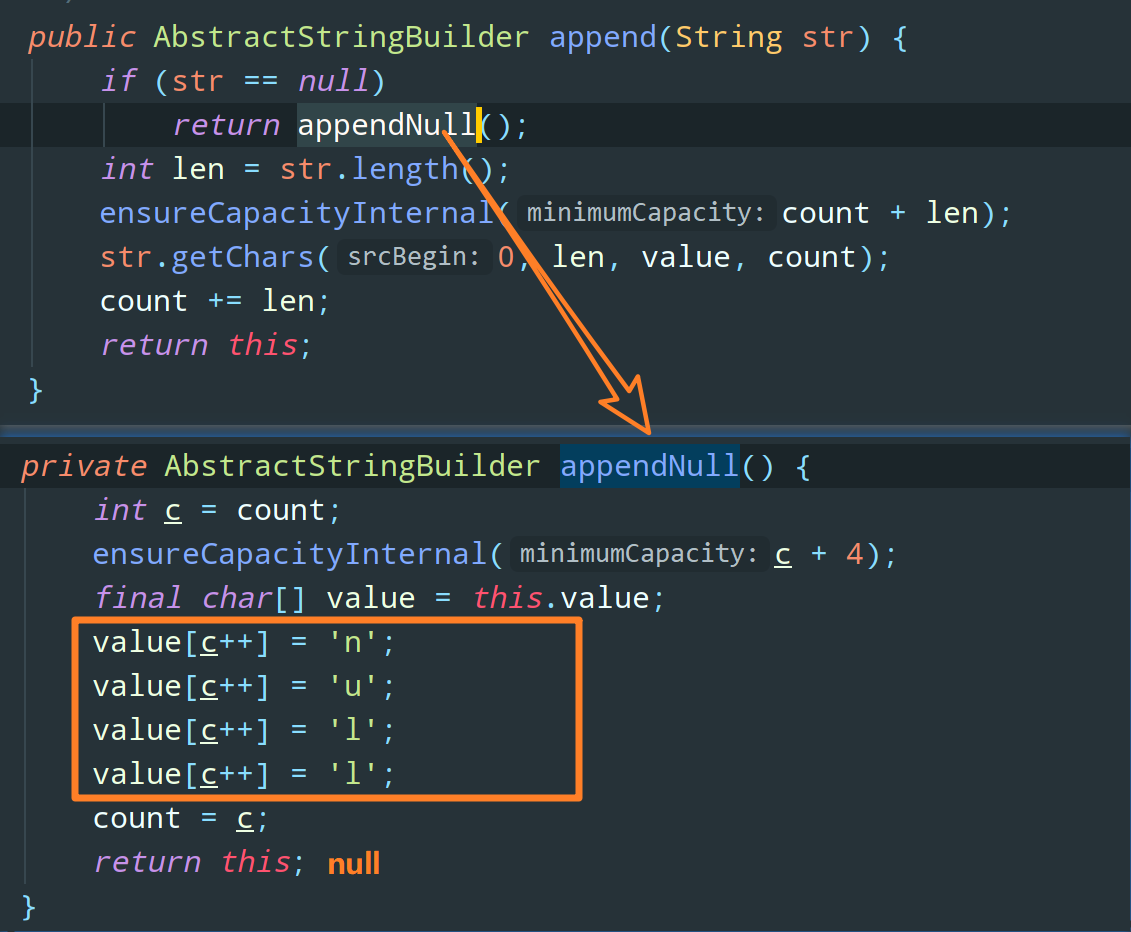 public AbstractStringBuilder append(String str) {
if (str == null)
return appendNull();
int len = str.length();
ensureCapacityInternal( minimumCapacity: count + len);
str.getChars( srcBegin: 0, len, value, count);
count += len;
return this;
}
private AbstractStringBuilder appendNull() {
int c = count;
ensureCapacityInternal( minimumCapacity: c + 4);
final char[] value = this.value;
value[c++] = 'n';
value[c++] = 'u';
value[c++] = 'l';
value[c++] = 'l';
count = c;
return this; null
}